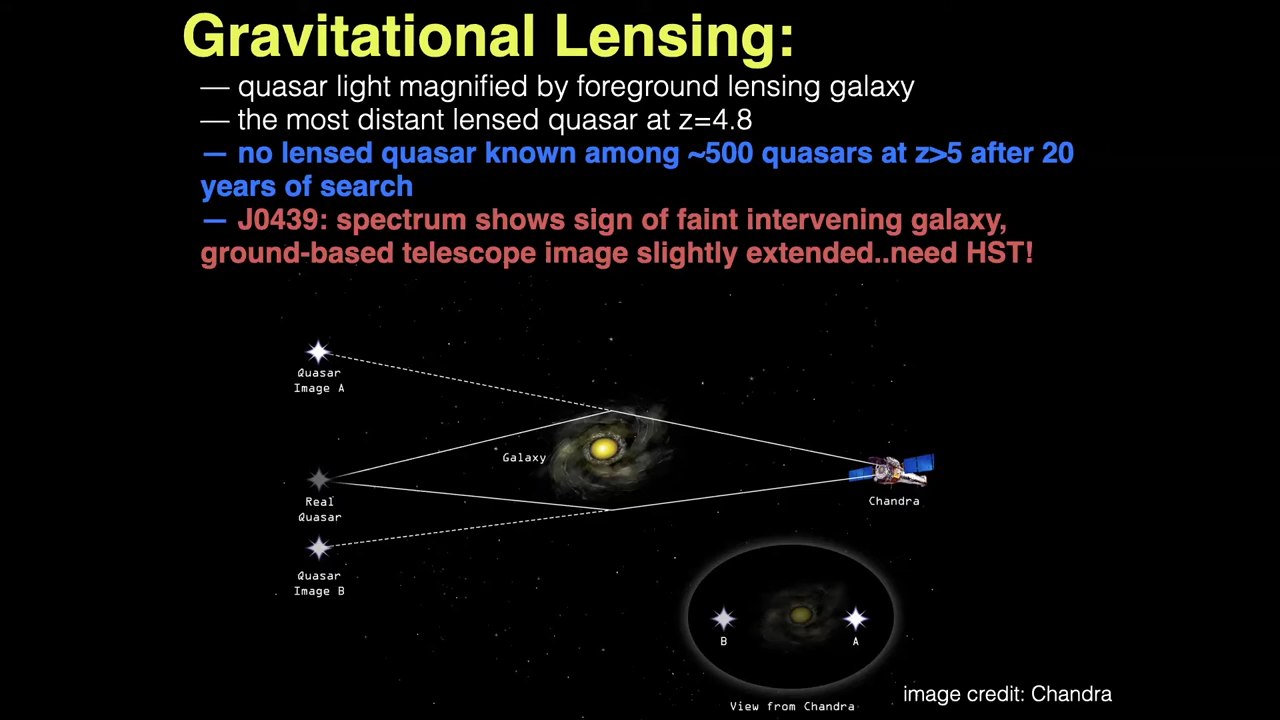 Gravitational Lensing:
— quasar light magnified by foreground lensing galaxy
— the most distant lensed quasar at z=4.8
— no lensed quasar known among ~500 quasars at z>5 after 20
years of search
— J0439: spectrum shows sign of faint intervening galaxy,
ground-based telescope image slightly extended..need HST!
Quasar
Image A
Galaxy
Real
Quasar
Chandra
Quasar
Image B
B
A
View from Chandra
image credit: Chandra